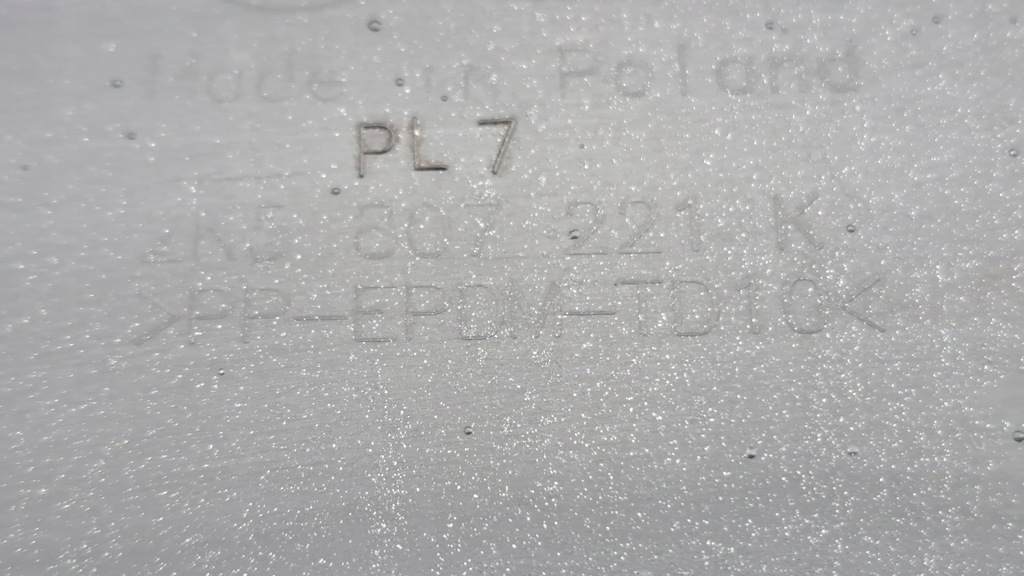 Made in Poland
PL 7
2K5 807 221 K
>PP-EPDM-TD10<